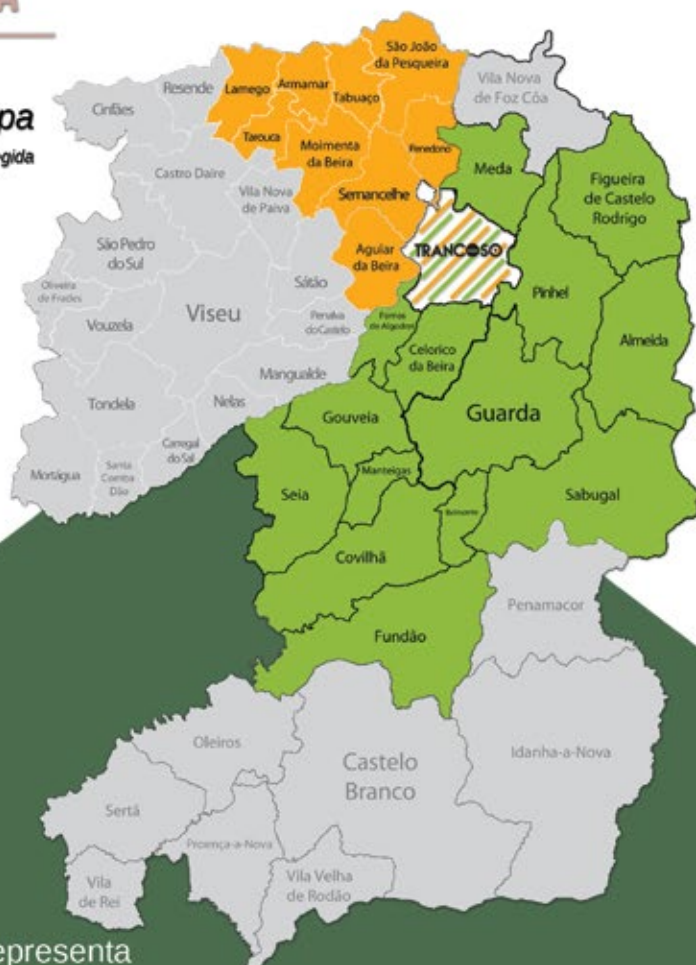 A
pa
egida
São João
da Pesqueira
Vila Nova
de Foz Côa
Resende
Lamego
Armamar
Tabuaço
Cinfães
Tarouca
Moimenta
da Beira
Penedono
Meda
Castro Daire
Vila Nova
de Paiva
Sernancelhe
Figueira
de Castelo
Rodrigo
São Pedro
do Sul
Aguiar
da Beira
TRANCOSO
Oliveira
de Frades
Sátão
Pinhel
Vouzela
Viseu
Penalva
do Castelo
Fornos
de Algodres
Almeida
Celorico
da Beira
Mangualde
Tondela
Nelas
Gouveia
Guarda
Carregal
do Sal
Mortágua
Santa
Comba
Dão
Manteigas
Seia
Sabugal
Belmonte
Covilhã
Penamacor
Fundão
Oleiros
Castelo
Branco
Idanha-a-Nova
Sertã
Proença-a-Nova
Vila
de Rei
Vila Velha
de Rodão
epresenta